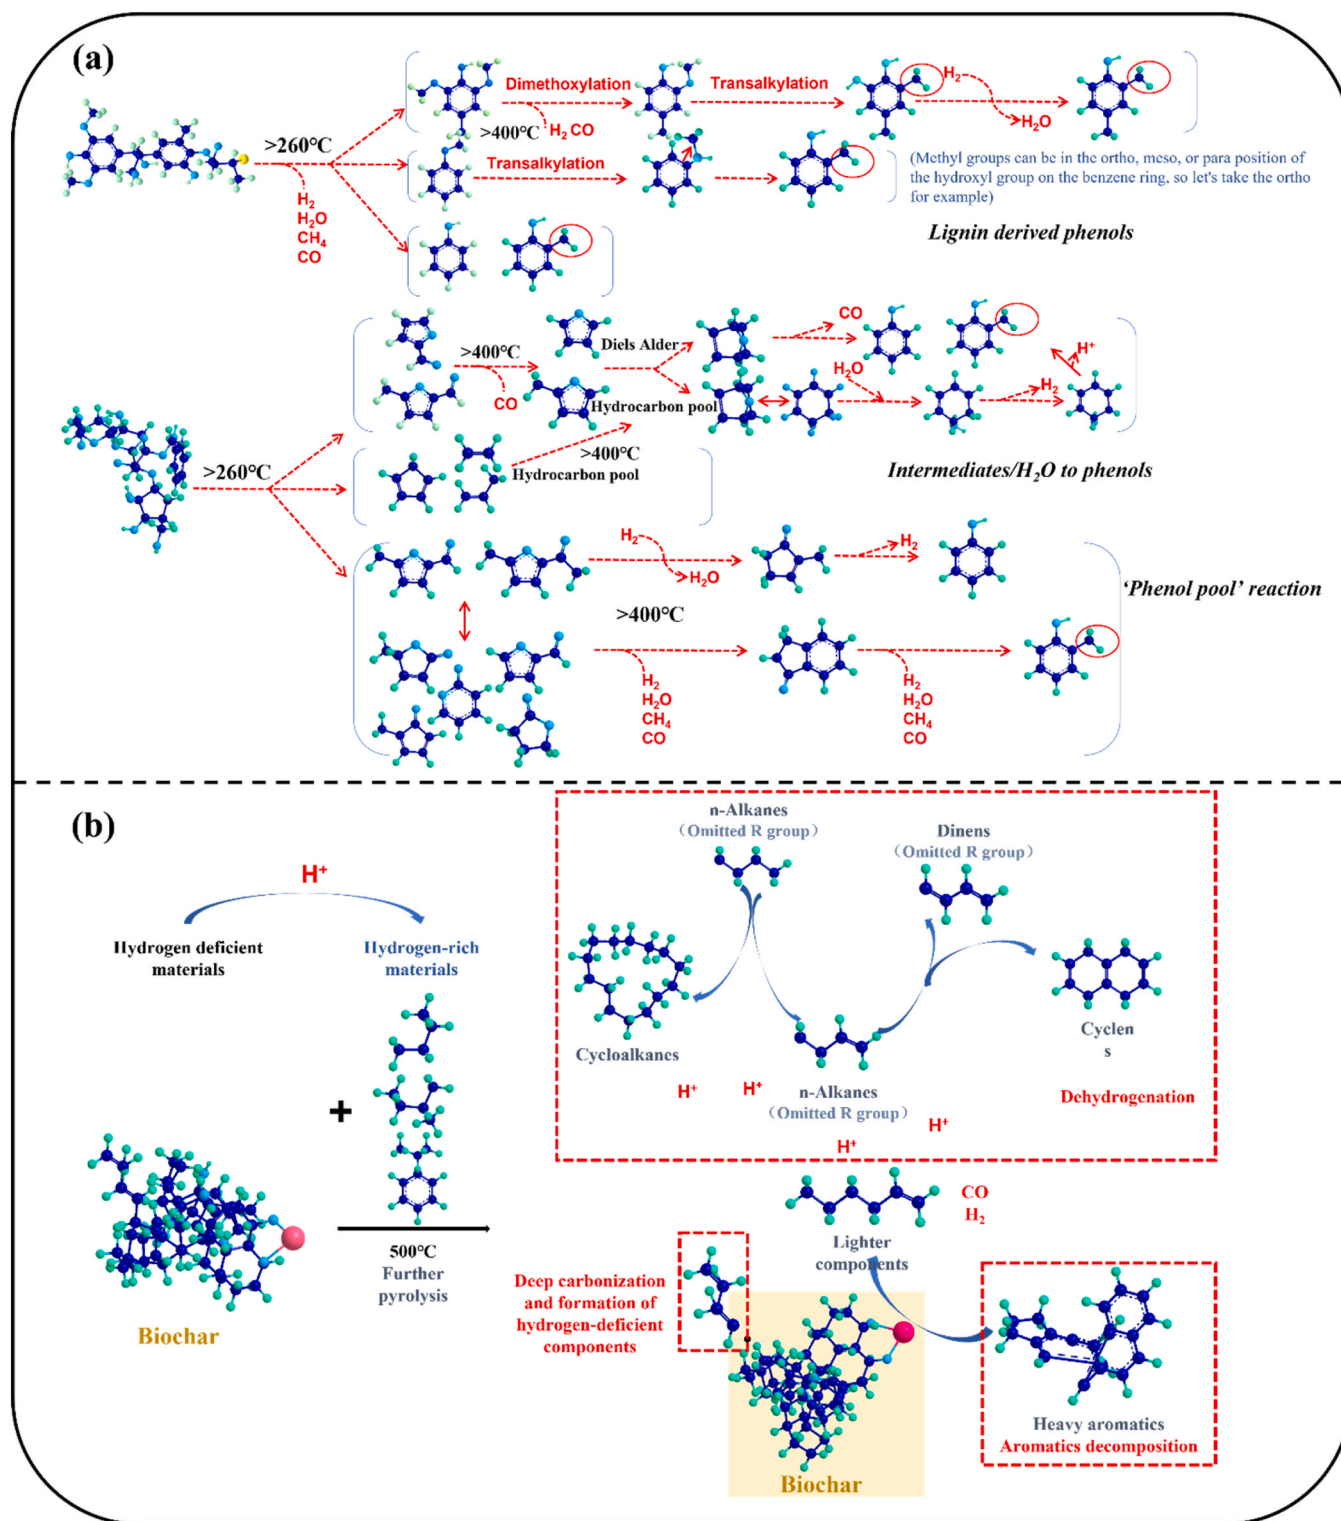 (a)
>260℃
H₂
H₂O
CH₄
CO
Dimethoxylation
>400℃
H₂ CO
Transalkylation
H₂
H₂O
Transalkylation
(Methyl groups can be in the ortho, meso, or para position of
the hydroxyl group on the benzene ring, so let's take the ortho
for example)
Lignin derived phenols
>260℃
>400℃
CO
Diels Alder
Hydrocarbon pool
CO
H₂O
H₂
H⁺
>400℃
Hydrocarbon pool
Intermediates/H₂O to phenols
H₂
H₂O
H₂
'Phenol pool' reaction
>400℃
H₂
H₂O
CH₄
CO
H₂
H₂O
CH₄
CO
(b)
H⁺
Hydrogen deficient
materials
Hydrogen-rich
materials
+
500℃
Further
pyrolysis
Biochar
n-Alkanes
（Omitted R group）
Dinens
（Omitted R group）
Cycloalkanes
Cyclen
s
n-Alkanes
（Omitted R group）
H⁺
H⁺
H⁺
H⁺
Dehydrogenation
CO
H₂
Lighter
components
Deep carbonization
and formation of
hydrogen-deficient
components
Biochar
Heavy aromatics
Aromatics decomposition